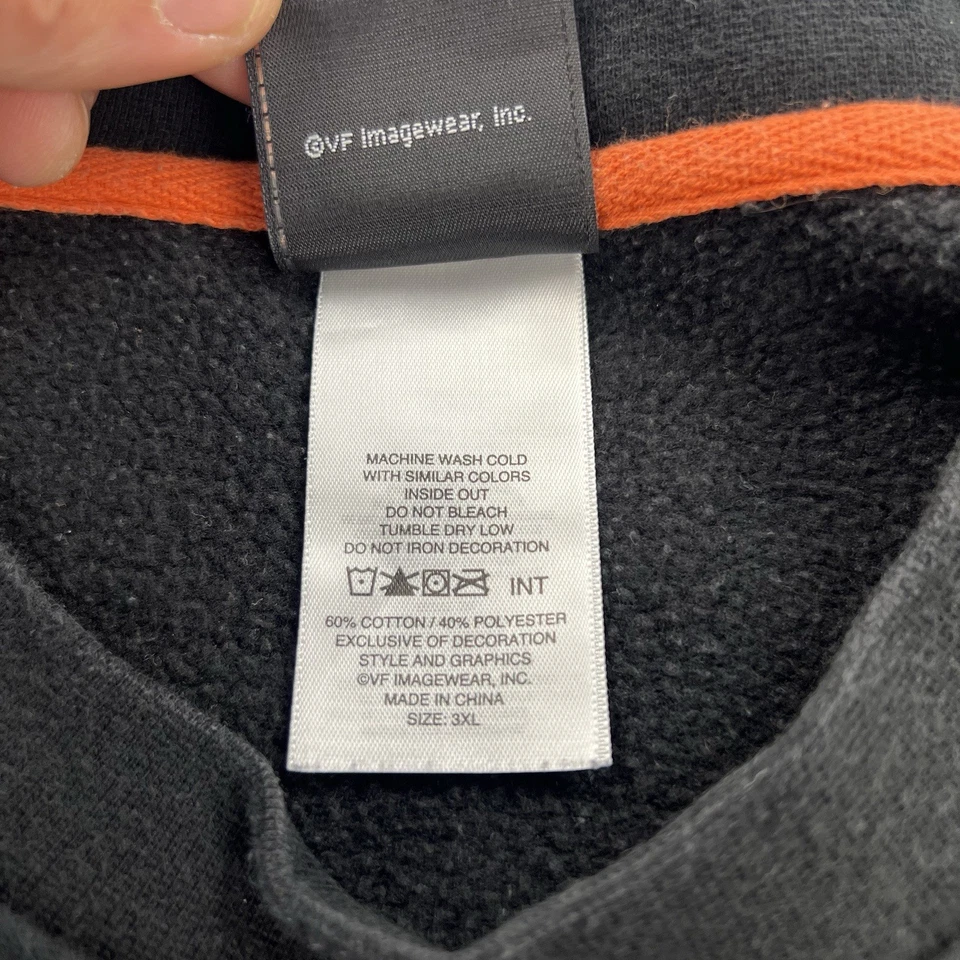 ©VF Imagewear, Inc.
MACHINE WASH COLD
WITH SIMILAR COLORS
INSIDE OUT
DO NOT BLEACH
TUMBLE DRY LOW
DO NOT IRON DECORATION
INT
60% COTTON / 40% POLYESTER
EXCLUSIVE OF DECORATION
STYLE AND GRAPHICS
©VF IMAGEWEAR, INC.
MADE IN CHINA
SIZE: 3XL